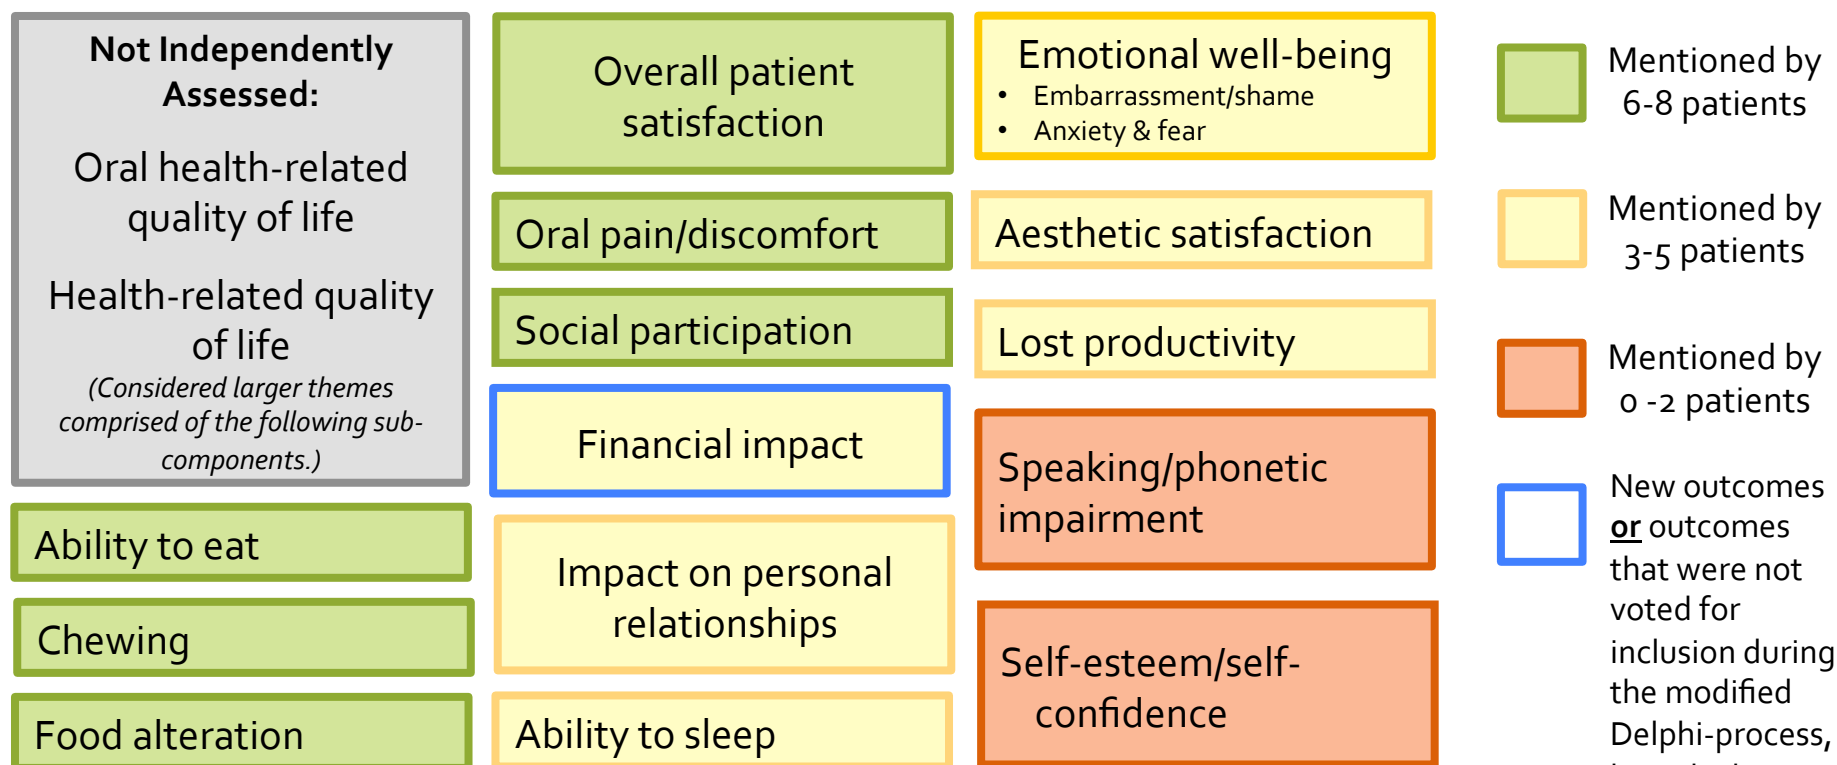 Not Independently
Assessed:
Oral health-related
quality of life
Health-related quality
of life
(Considered larger themes
comprised of the following sub-
components.)
Ability to eat
Chewing
Food alteration
Overall patient
satisfaction
Oral pain/discomfort
Social participation
Financial impact
Impact on personal
relationships
Ability to sleep
Emotional well-being
• Embarrassment/shame
• Anxiety & fear
Aesthetic satisfaction
Lost productivity
Speaking/phonetic
impairment
Self-esteem/self-
confidence
Mentioned by
6-8 patients
Mentioned by
3-5 patients
Mentioned by
0 -2 patients
New outcomes
or outcomes
that were not
voted for
inclusion during
the modified
Delphi-process,